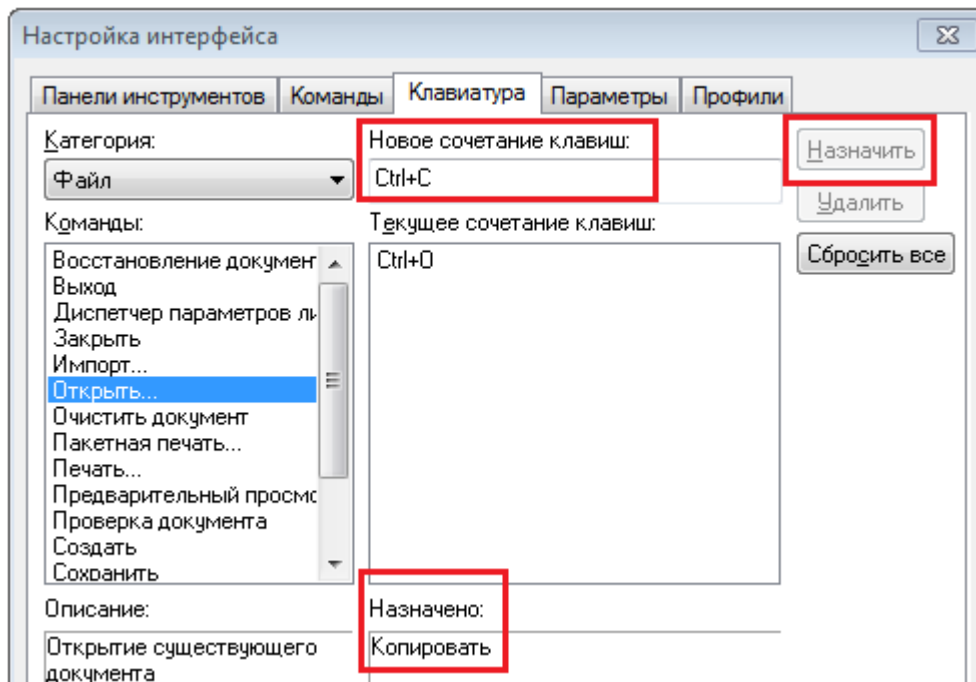 Настройка интерфейса
Панели инструментов Команды Клавиатура Параметры Профили
Категория:
Файл
Команды:
Восстановление документ
Выход
Диспетчер параметров ли
Закрыть
Импорт...
Открыть...
Очистить документ
Пакетная печать...
Печать...
Предварительный просмо
Проверка документа
Создать
Сохранить
Описание:
Открытие существующего
документа
Новое сочетание клавиш:
Ctrl+C
Текущее сочетание клавиш:
Ctrl+O
Назначено:
Копировать
Назначить
Удалить
Сбросить все